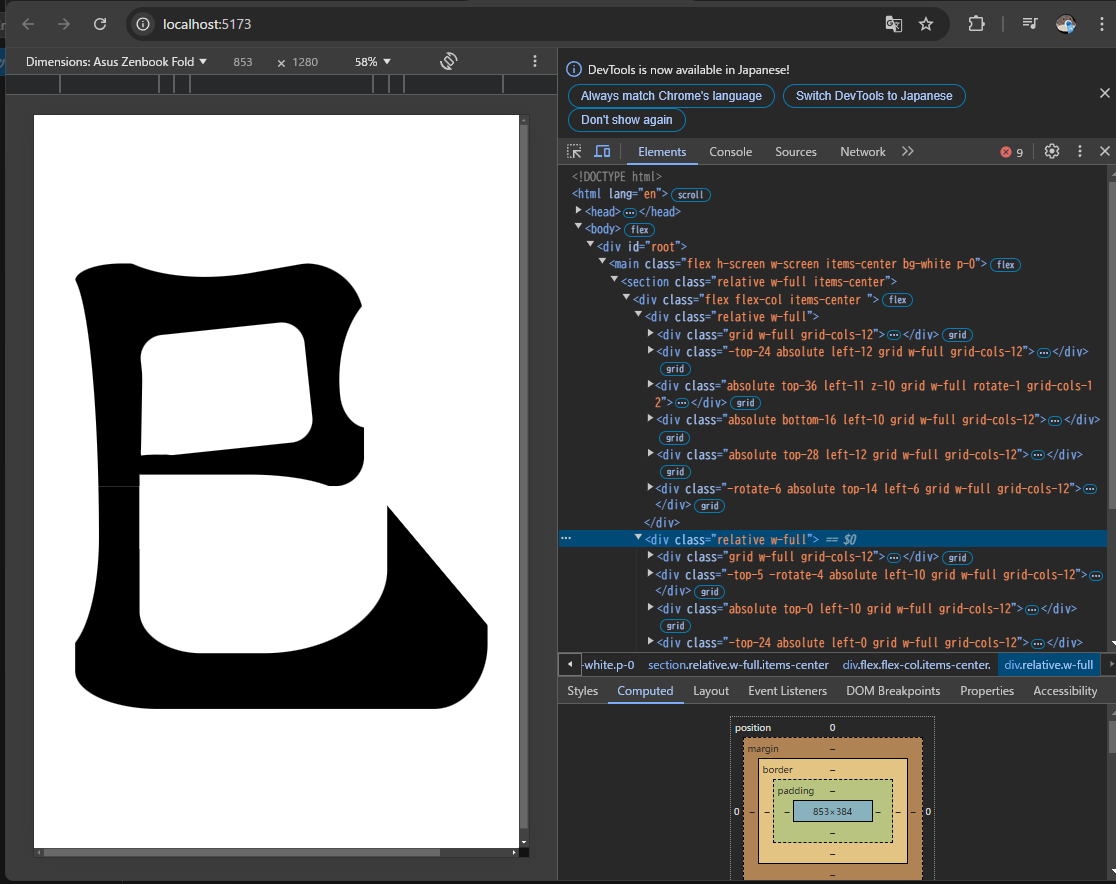 localhost:5173
Dimensions: Asus Zenbook Fold ▼ 853 × 1280 58% ▼
DevTools is now available in Japanese!
Always match Chrome's language Switch DevTools to Japanese
Don't show again
Elements Console Sources Network 9
<!DOCTYPE html>
<html lang="en"> scroll
<head> ⋯ </head>
<body> flex
<div id="root">
<main class="flex h-screen w-screen items-center bg-white p-0"> flex
<section class="relative w-full items-center">
<div class="flex flex-col items-center "> flex
<div class="relative w-full">
<div class="grid w-full grid-cols-12"> ⋯ </div> grid
<div class="-top-24 absolute left-12 grid w-full grid-cols-12"> ⋯ </div>
grid
<div class="absolute top-36 left-11 z-10 grid w-full rotate-1 grid-cols-1
2"> ⋯ </div> grid
<div class="absolute bottom-16 left-10 grid w-full grid-cols-12"> ⋯ </div>
grid
<div class="absolute top-28 left-12 grid w-full grid-cols-12"> ⋯ </div>
grid
<div class="-rotate-6 absolute top-14 left-6 grid w-full grid-cols-12"> ⋯
</div> grid
</div>
<div class="relative w-full"> == $0
<div class="grid w-full grid-cols-12"> ⋯ </div> grid
<div class="-top-5 -rotate-4 absolute left-10 grid w-full grid-cols-12"> ⋯
</div> grid
<div class="absolute top-0 left-10 grid w-full grid-cols-12"> ⋯ </div>
grid
<div class="-top-24 absolute left-0 grid w-full grid-cols-12"> ⋯ </div>
-white.p-0 section.relative.w-full.items-center div.flex.flex-col.items-center. div.relative.w-full
Styles Computed Layout Event Listeners DOM Breakpoints Properties Accessibility
position 0
margin –
border –
padding –
0 – – – 853×384 – – – 0
–
–
–